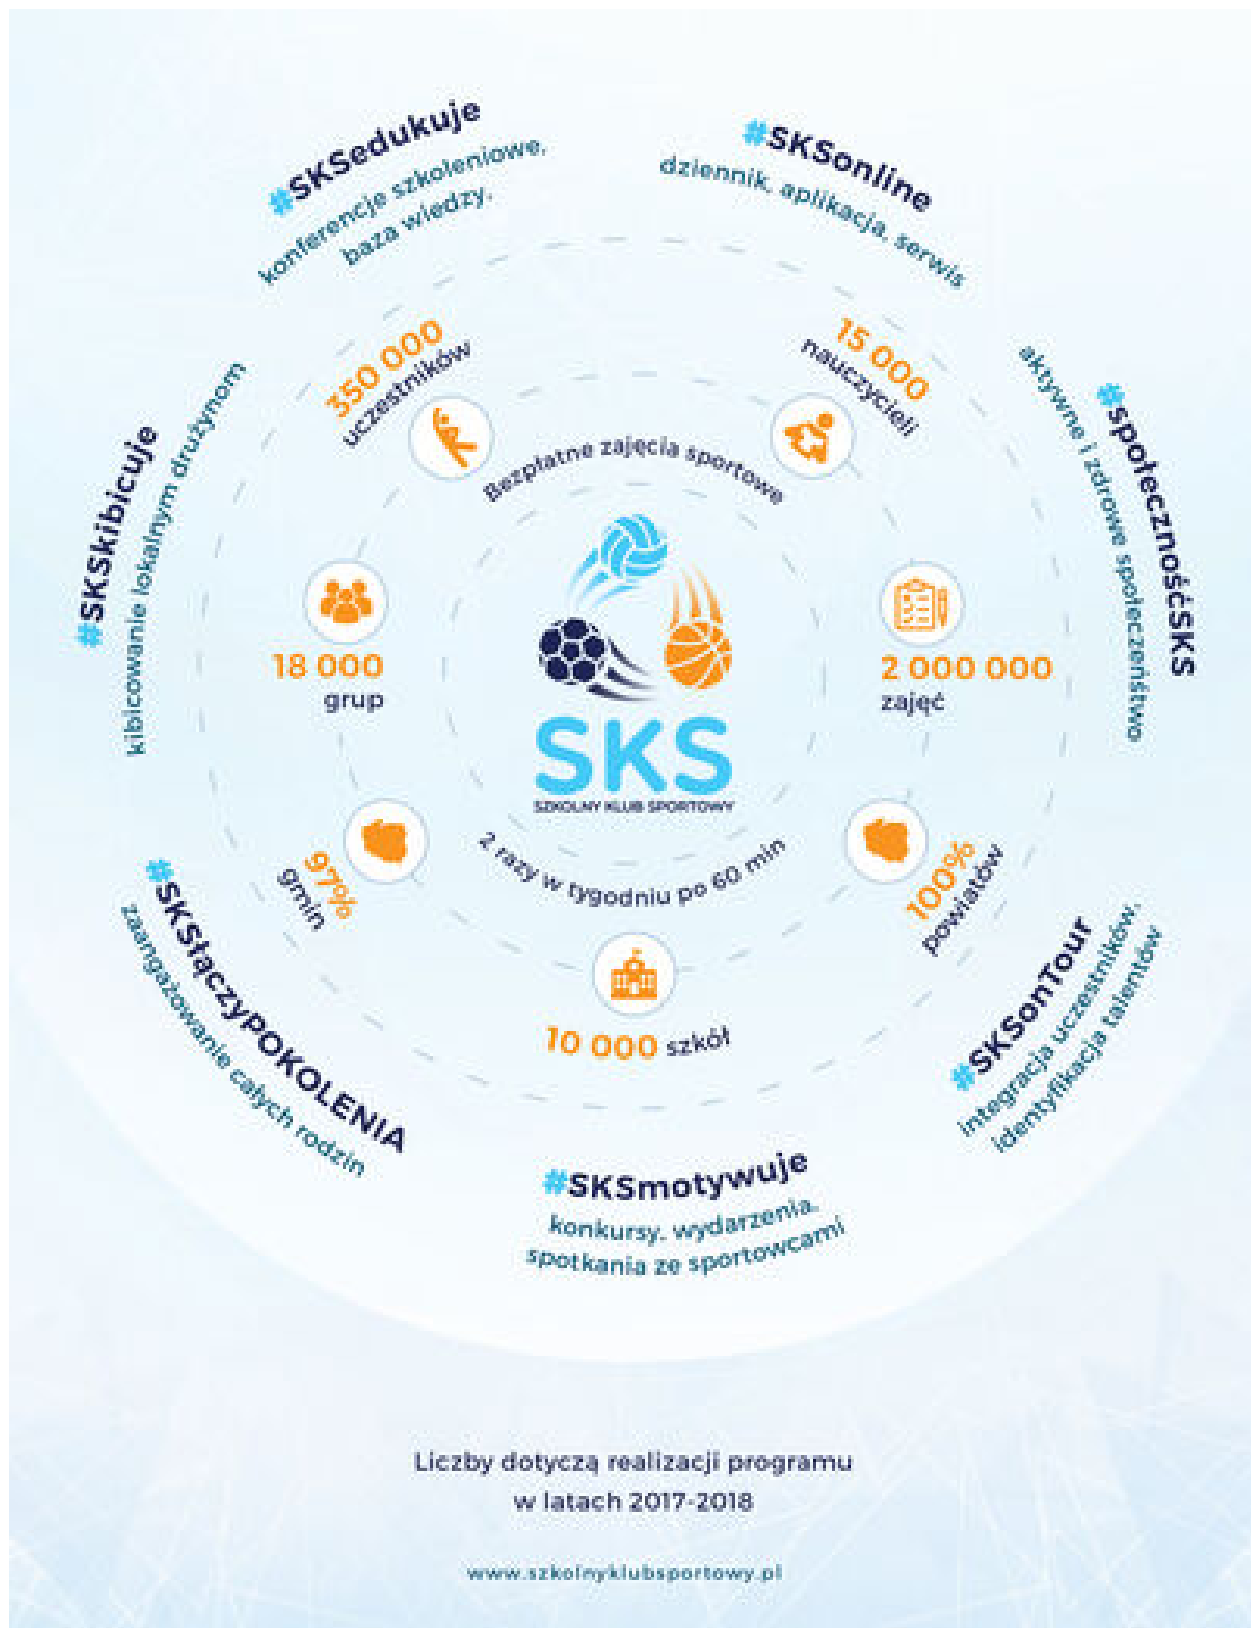 #SKSedukuje
konferencje szkoleniowe,
baza wiedzy.
#SKSonline
dziennik, aplikacja, serwis
#społecznośćSKS
aktywne i zdrowe społeczeństwo
#SKSonTour
integracja uczestników,
identyfikacja talentów
#SKSmotywuje
konkursy, wydarzenia,
spotkania ze sportowcami
#SKSłączyPOKOLENIA
zaangażowanie całych rodzin
#SKSkibicuje
kibicowanie lokalnym drużynom
350 000
uczestników
15 000
nauczycieli
2 000 000
zajęć
100%
powiatów
10 000 szkół
97%
gmin
18 000
grup
Bezpłatne zajęcia sportowe
SKS
SZKOLNY KLUB SPORTOWY
2 razy w tygodniu po 60 min
Liczby dotyczą realizacji programu
w latach 2017-2018
www.szkolnyklubsportowy.pl